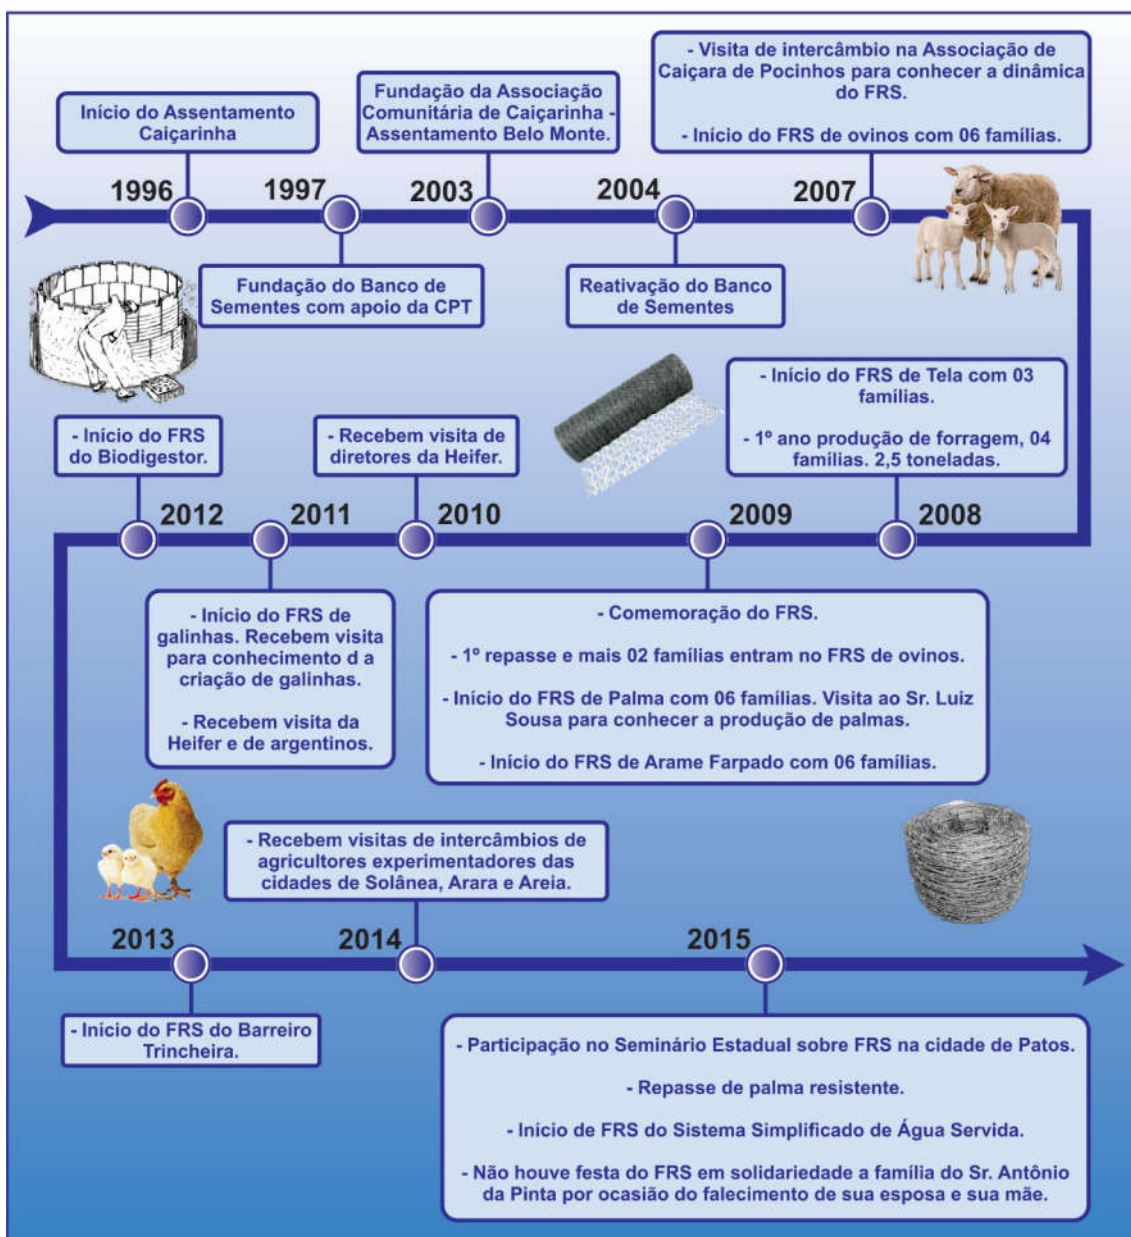 Início do Assentamento
Caiçarinha
1996
Fundação do Banco de
Sementes com apoio da CPT
1997
Fundação da Associação
Comunitária de Caiçarinha -
Assentamento Belo Monte.
2003
2004
Reativação do Banco
de Sementes
- Visita de intercâmbio na Associação de
Caiçara de Pocinhos para conhecer a dinâmica
do FRS.
- Início do FRS de ovinos com 06 famílias.
2007
- Início do FRS de Tela com 03
famílias.
- 1º ano produção de forragem, 04
famílias. 2,5 toneladas.
2008
2009
- Comemoração do FRS.
- 1º repasse e mais 02 famílias entram no FRS de ovinos.
- Início do FRS de Palma com 06 famílias. Visita ao Sr. Luiz
Sousa para conhecer a produção de palmas.
- Início do FRS de Arame Farpado com 06 famílias.
- Recebem visita de
diretores da Heifer.
2010
2011
- Início do FRS de
galinhas. Recebem visita
para conhecimento d a
criação de galinhas.
- Recebem visita da
Heifer e de argentinos.
- Início do FRS
do Biodigestor.
2012
2013
- Início do FRS do Barreiro
Trincheira.
- Recebem visitas de intercâmbios de
agricultores experimentadores das
cidades de Solânea, Arara e Areia.
2014
2015
- Participação no Seminário Estadual sobre FRS na cidade de Patos.
- Repasse de palma resistente.
- Início de FRS do Sistema Simplificado de Água Servida.
- Não houve festa do FRS em solidariedade a família do Sr. Antônio
da Pinta por ocasião do falecimento de sua esposa e sua mãe.